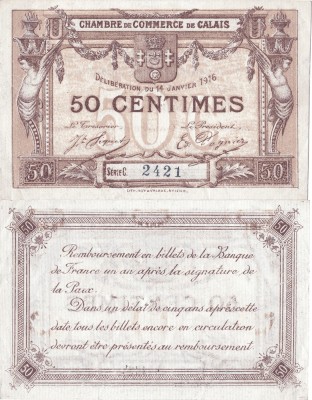 CHAMBRE DE COMMERCE DE CALAIS
DÉLIBÉRATION DU 14 JANVIER 1916
50 CENTIMES
50
Le Trésorier
Le Président
50
SÉRIE C.
2421
50
50
50
Remboursement en billets de la Banque
de France un an après la signature de
la Paix.
Dans un délai de cinq ans après cette
date tous les billets encore en circulation
devront être présentés au remboursement
50
50